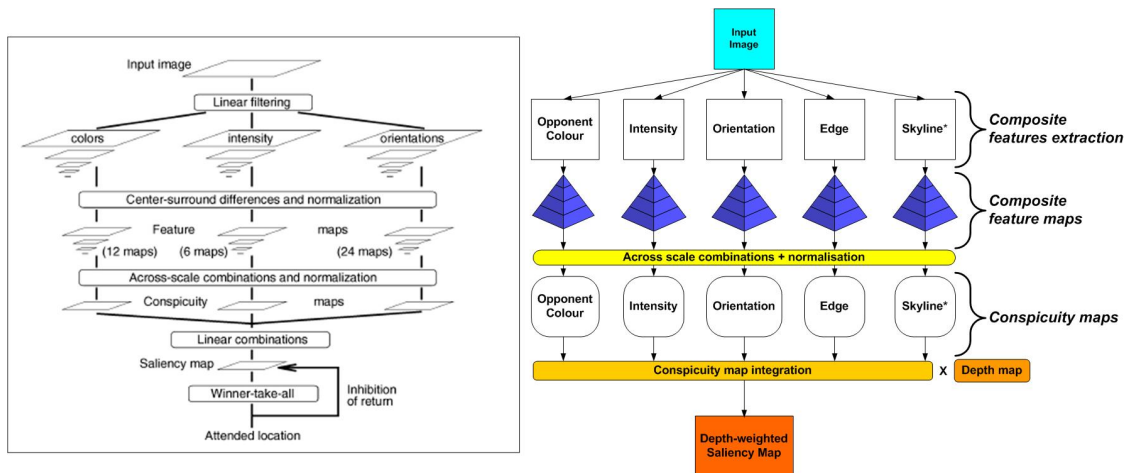 Input image
Linear filtering
colors
intensity
orientations
Center-surround differences and normalization
Feature
maps
(12 maps)
(6 maps)
(24 maps)
Across-scale combinations and normalization
Conspicuity
maps
Linear combinations
Saliency map
Winner-take-all
Inhibition
of return
Attended location
Input
Image
Opponent
Colour
Intensity
Orientation
Edge
Skyline*
Composite
features extraction
Composite
feature maps
Across scale combinations + normalisation
Opponent
Colour
Intensity
Orientation
Edge
Skyline*
Conspicuity maps
Conspicuity map integration
X
Depth map
Depth-weighted
Saliency Map